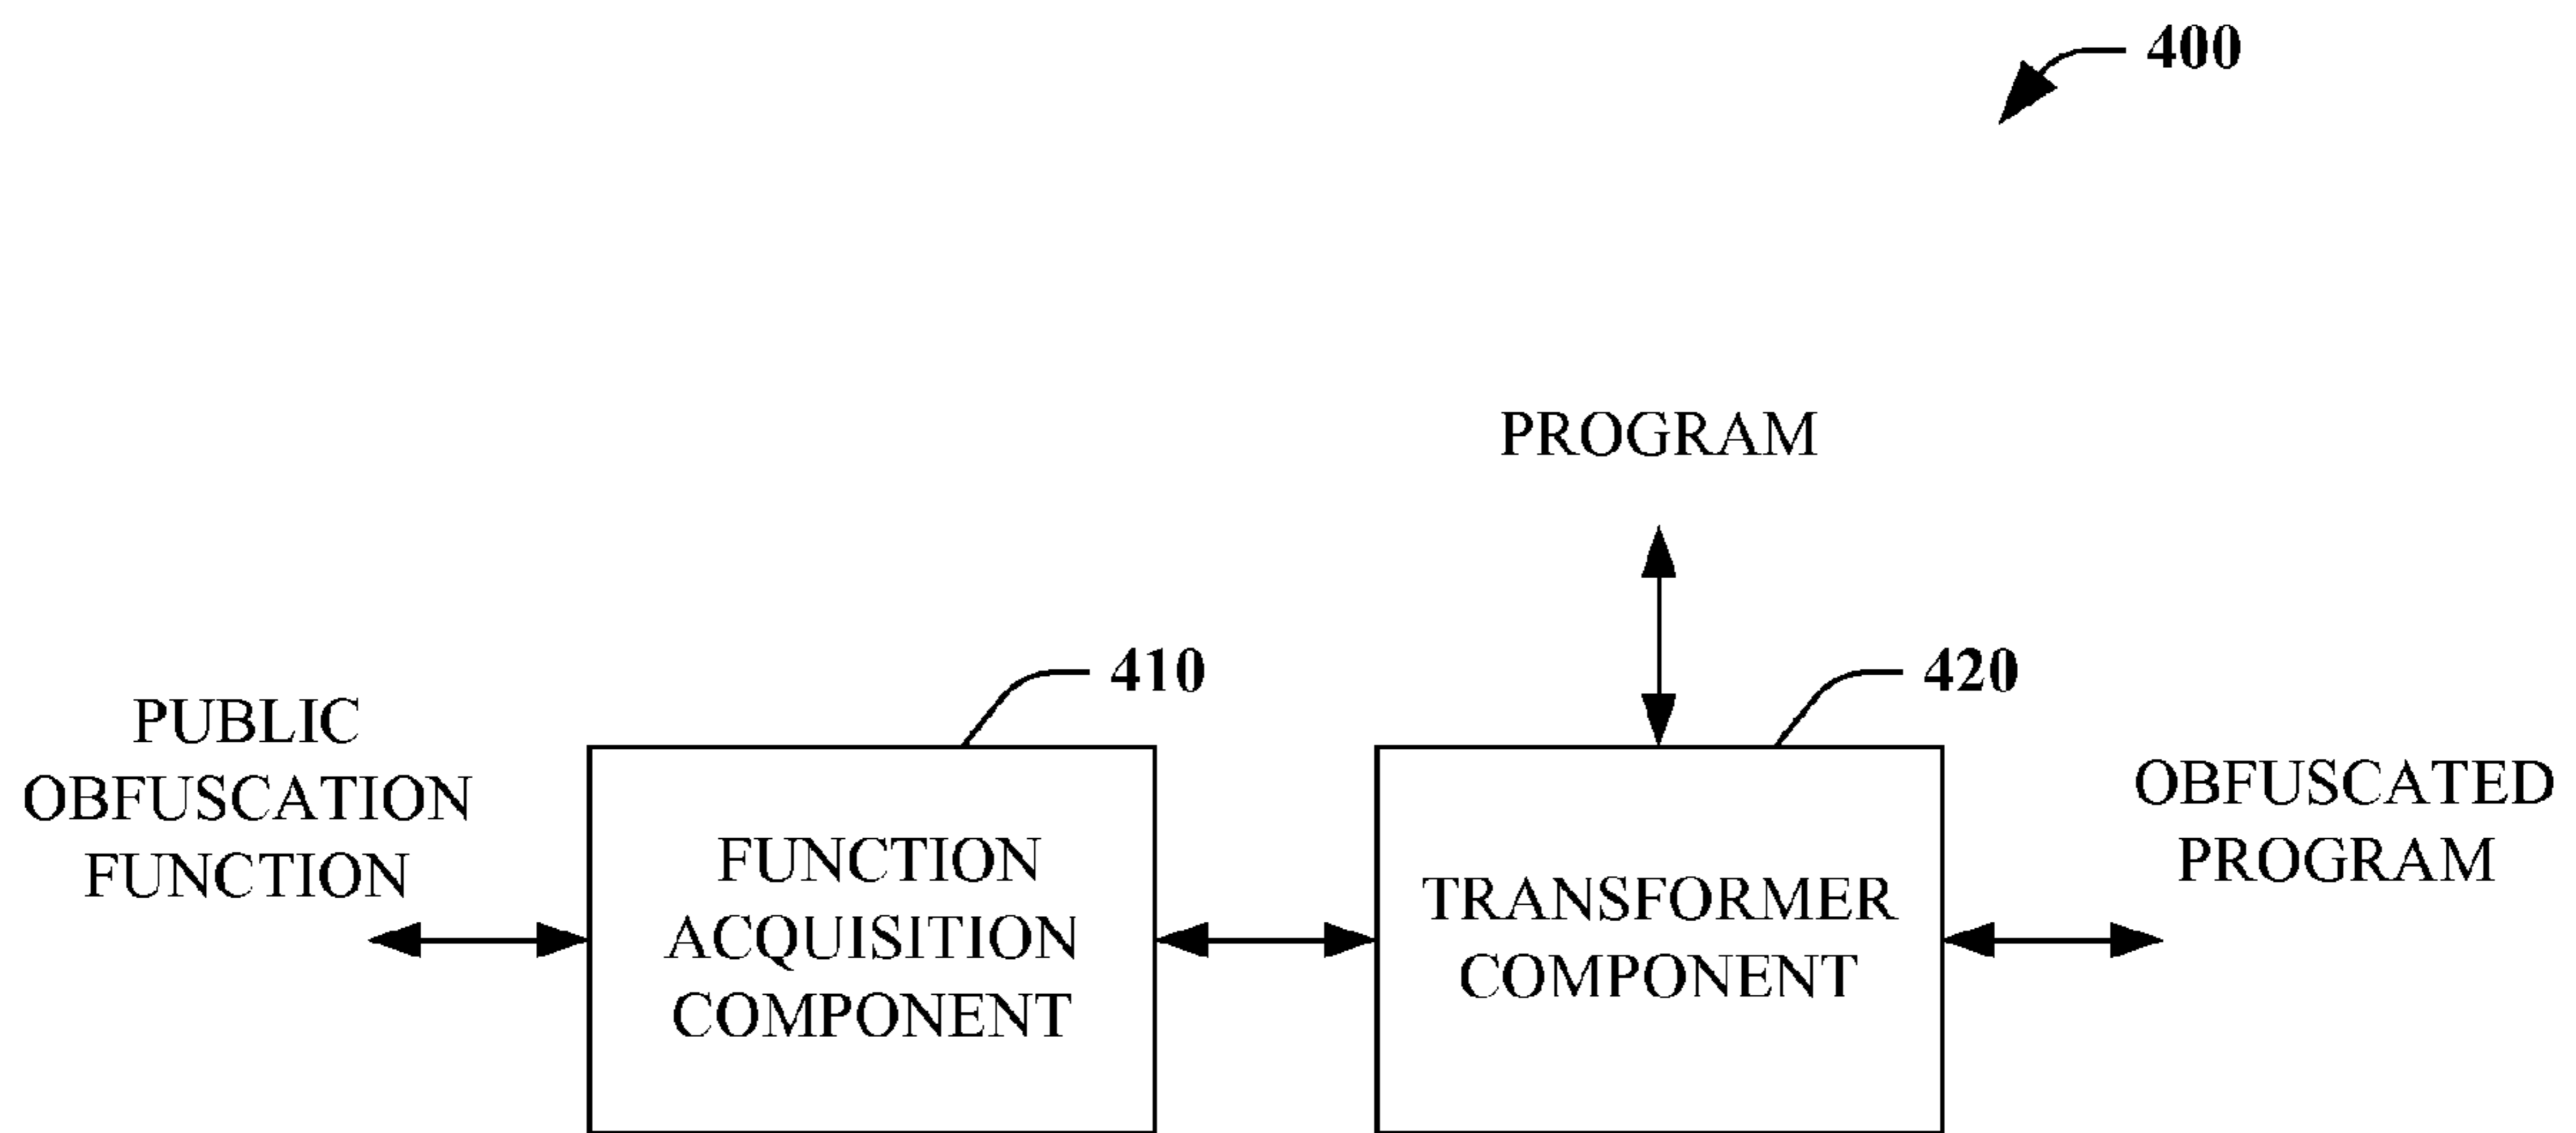 400
PROGRAM
410
420
PUBLIC
OBFUSCATION
FUNCTION
FUNCTION
ACQUISITION
COMPONENT
TRANSFORMER
COMPONENT
OBFUSCATED
PROGRAM